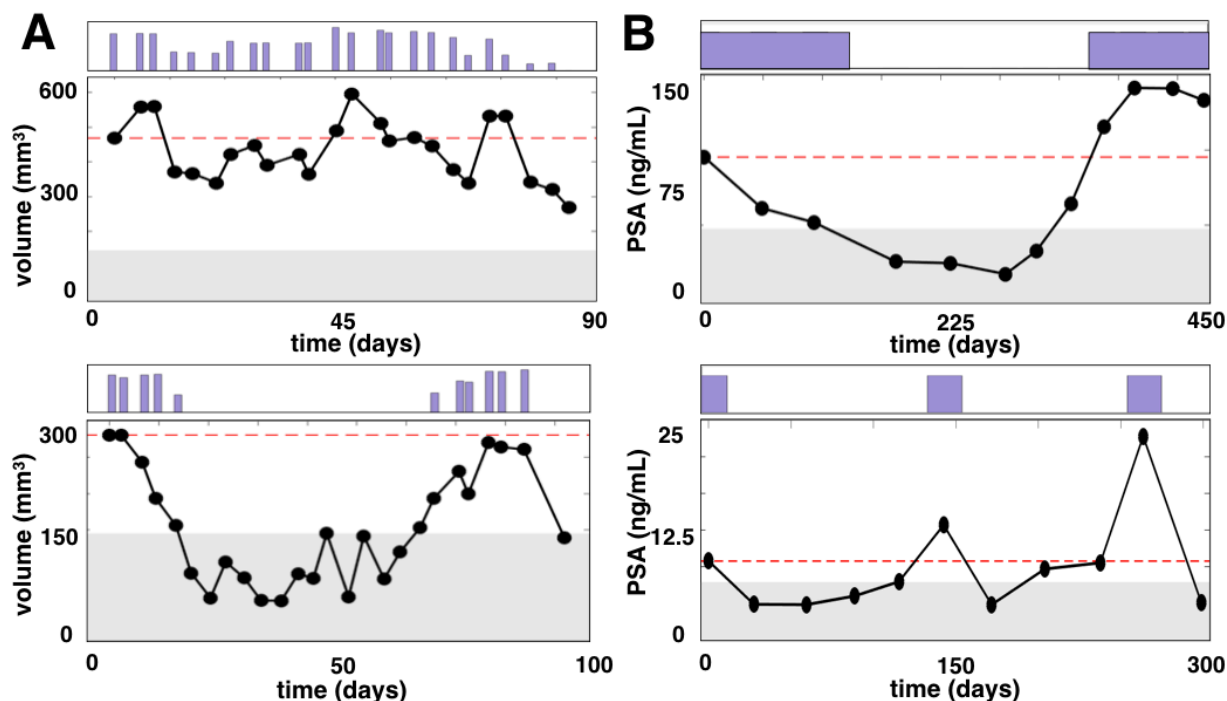 A
600
300
0
volume (mm³)
0 45 90
time (days)
300
150
0
volume (mm³)
0 50 100
time (days)
B
150
75
0
PSA (ng/mL)
0 225 450
time (days)
25
12.5
0
PSA (ng/mL)
0 150 300
time (days)